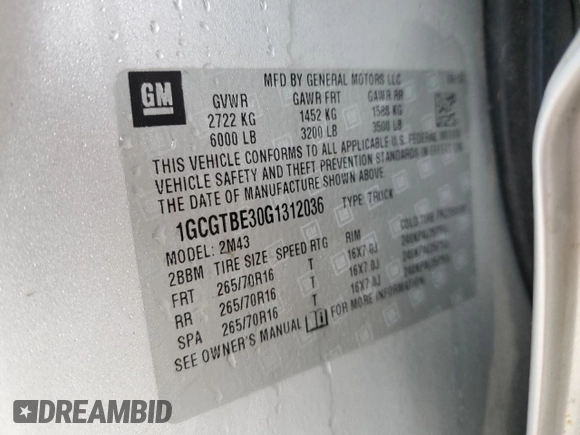 MFD BY GENERAL MOTORS LLC
GM
GVWR GAWR FRT GAWR RR
2722 KG 1452 KG 1588 KG
6000 LB 3200 LB 3500 LB
THIS VEHICLE CONFORMS TO ALL APPLICABLE U.S. FEDERAL MOTOR
VEHICLE SAFETY AND THEFT PREVENTION STANDARDS IN EFFECT ON
THE DATE OF MANUFACTURE SHOWN ABOVE.
1GCGTBE30G1312036 TYPE: TRUCK
MODEL: 2M43
2BBM TIRE SIZE SPEED RTG RIM COLD TIRE PRESSURE
FRT 265/70R16 T 16X7.0J
RR 265/70R16 T 16X7.0J
SPA 265/70R16 T 16X7.0J
SEE OWNER'S MANUAL FOR MORE INFORMATION
DREAMBID